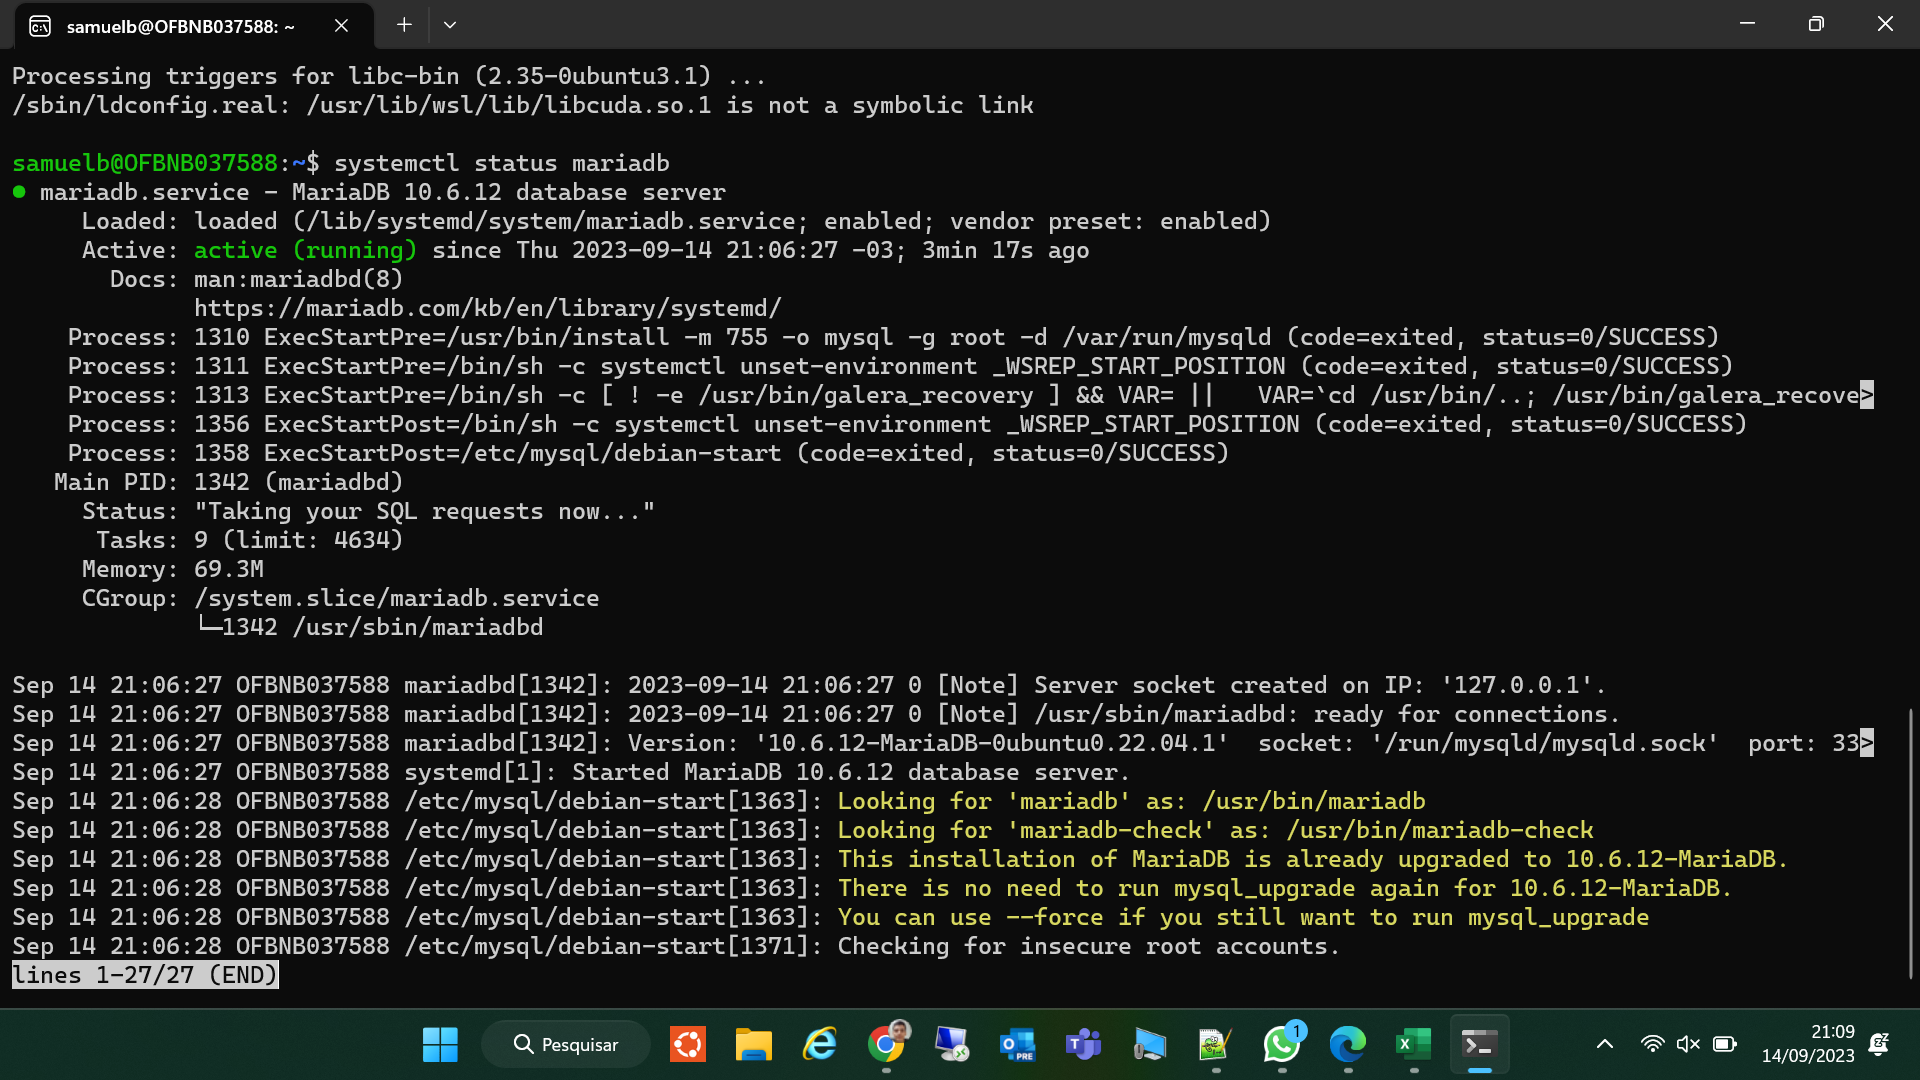 samuelb@OFBNB037588: ~
Processing triggers for libc-bin (2.35-0ubuntu3.1) ...
/sbin/ldconfig.real: /usr/lib/wsl/lib/libcuda.so.1 is not a symbolic link
samuelb@OFBNB037588:~$ systemctl status mariadb
● mariadb.service - MariaDB 10.6.12 database server
Loaded: loaded (/lib/systemd/system/mariadb.service; enabled; vendor preset: enabled)
Active: active (running) since Thu 2023-09-14 21:06:27 -03; 3min 17s ago
Docs: man:mariadbd(8)
https://mariadb.com/kb/en/library/systemd/
Process: 1310 ExecStartPre=/usr/bin/install -m 755 -o mysql -g root -d /var/run/mysqld (code=exited, status=0/SUCCESS)
Process: 1311 ExecStartPre=/bin/sh -c systemctl unset-environment _WSREP_START_POSITION (code=exited, status=0/SUCCESS)
Process: 1313 ExecStartPre=/bin/sh -c [ ! -e /usr/bin/galera_recovery ] && VAR= ||   VAR=`cd /usr/bin/..; /usr/bin/galera_recove>
Process: 1356 ExecStartPost=/bin/sh -c systemctl unset-environment _WSREP_START_POSITION (code=exited, status=0/SUCCESS)
Process: 1358 ExecStartPost=/etc/mysql/debian-start (code=exited, status=0/SUCCESS)
Main PID: 1342 (mariadbd)
Status: "Taking your SQL requests now..."
Tasks: 9 (limit: 4634)
Memory: 69.3M
CGroup: /system.slice/mariadb.service
└─1342 /usr/sbin/mariadbd
Sep 14 21:06:27 OFBNB037588 mariadbd[1342]: 2023-09-14 21:06:27 0 [Note] Server socket created on IP: '127.0.0.1'.
Sep 14 21:06:27 OFBNB037588 mariadbd[1342]: 2023-09-14 21:06:27 0 [Note] /usr/sbin/mariadbd: ready for connections.
Sep 14 21:06:27 OFBNB037588 mariadbd[1342]: Version: '10.6.12-MariaDB-0ubuntu0.22.04.1'  socket: '/run/mysqld/mysqld.sock'  port: 33>
Sep 14 21:06:27 OFBNB037588 systemd[1]: Started MariaDB 10.6.12 database server.
Sep 14 21:06:28 OFBNB037588 /etc/mysql/debian-start[1363]: Looking for 'mariadb' as: /usr/bin/mariadb
Sep 14 21:06:28 OFBNB037588 /etc/mysql/debian-start[1363]: Looking for 'mariadb-check' as: /usr/bin/mariadb-check
Sep 14 21:06:28 OFBNB037588 /etc/mysql/debian-start[1363]: This installation of MariaDB is already upgraded to 10.6.12-MariaDB.
Sep 14 21:06:28 OFBNB037588 /etc/mysql/debian-start[1363]: There is no need to run mysql_upgrade again for 10.6.12-MariaDB.
Sep 14 21:06:28 OFBNB037588 /etc/mysql/debian-start[1363]: You can use --force if you still want to run mysql_upgrade
Sep 14 21:06:28 OFBNB037588 /etc/mysql/debian-start[1371]: Checking for insecure root accounts.
lines 1-27/27 (END)
Pesquisar
PRE
1
21:09
14/09/2023